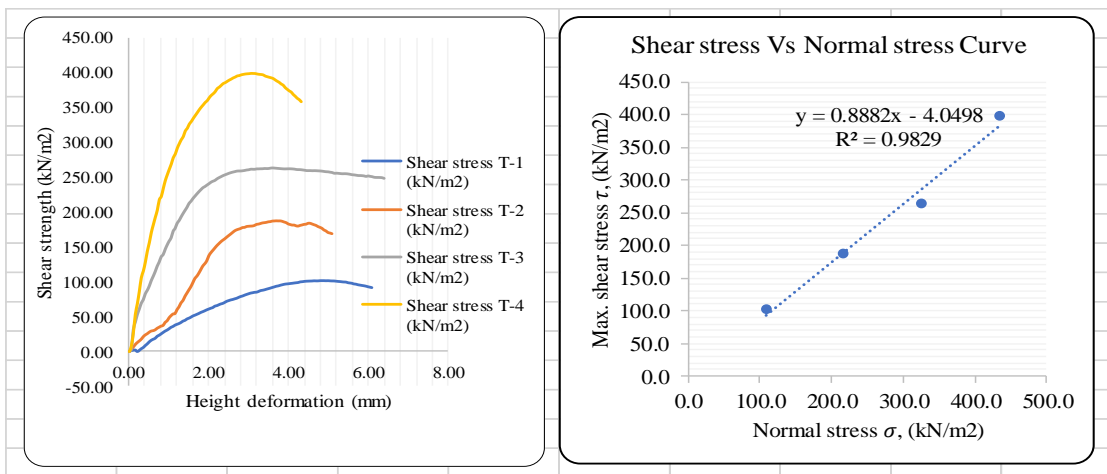 450.00
400.00
350.00
300.00
250.00
200.00
150.00
100.00
50.00
0.00
-50.00
Shear strength (kN/m2)
0.00 2.00 4.00 6.00 8.00
Height deformation (mm)
Shear stress T-1
(kN/m2)
Shear stress T-2
(kN/m2)
Shear stress T-3
(kN/m2)
Shear stress T-4
(kN/m2)
Shear stress Vs Normal stress Curve
450.0
400.0
350.0
300.0
250.0
200.0
150.0
100.0
50.0
0.0
Max. shear stress τ, (kN/m2)
y = 0.8882x - 4.0498
R² = 0.9829
0.0 100.0 200.0 300.0 400.0 500.0
Normal stress σ, (kN/m2)